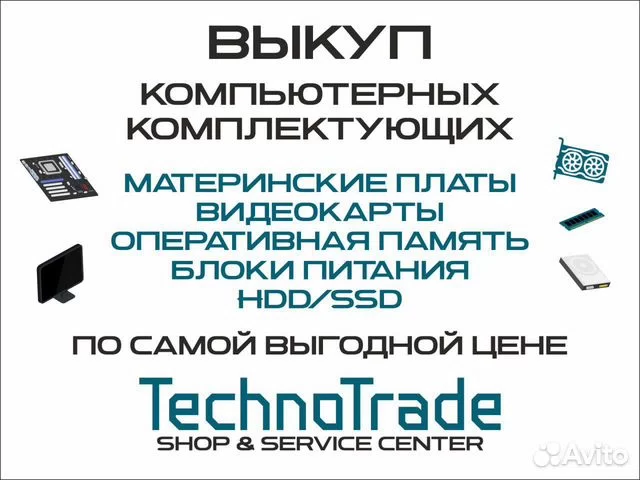 ВЫКУП
КОМПЬЮТЕРНЫХ
КОМПЛЕКТУЮЩИХ
МАТЕРИНСКИЕ ПЛАТЫ
ВИДЕОКАРТЫ
ОПЕРАТИВНАЯ ПАМЯТЬ
БЛОКИ ПИТАНИЯ
HDD/SSD
ПО САМОЙ ВЫГОДНОЙ ЦЕНЕ
TechnoTrade
SHOP & SERVICE CENTER
Avito